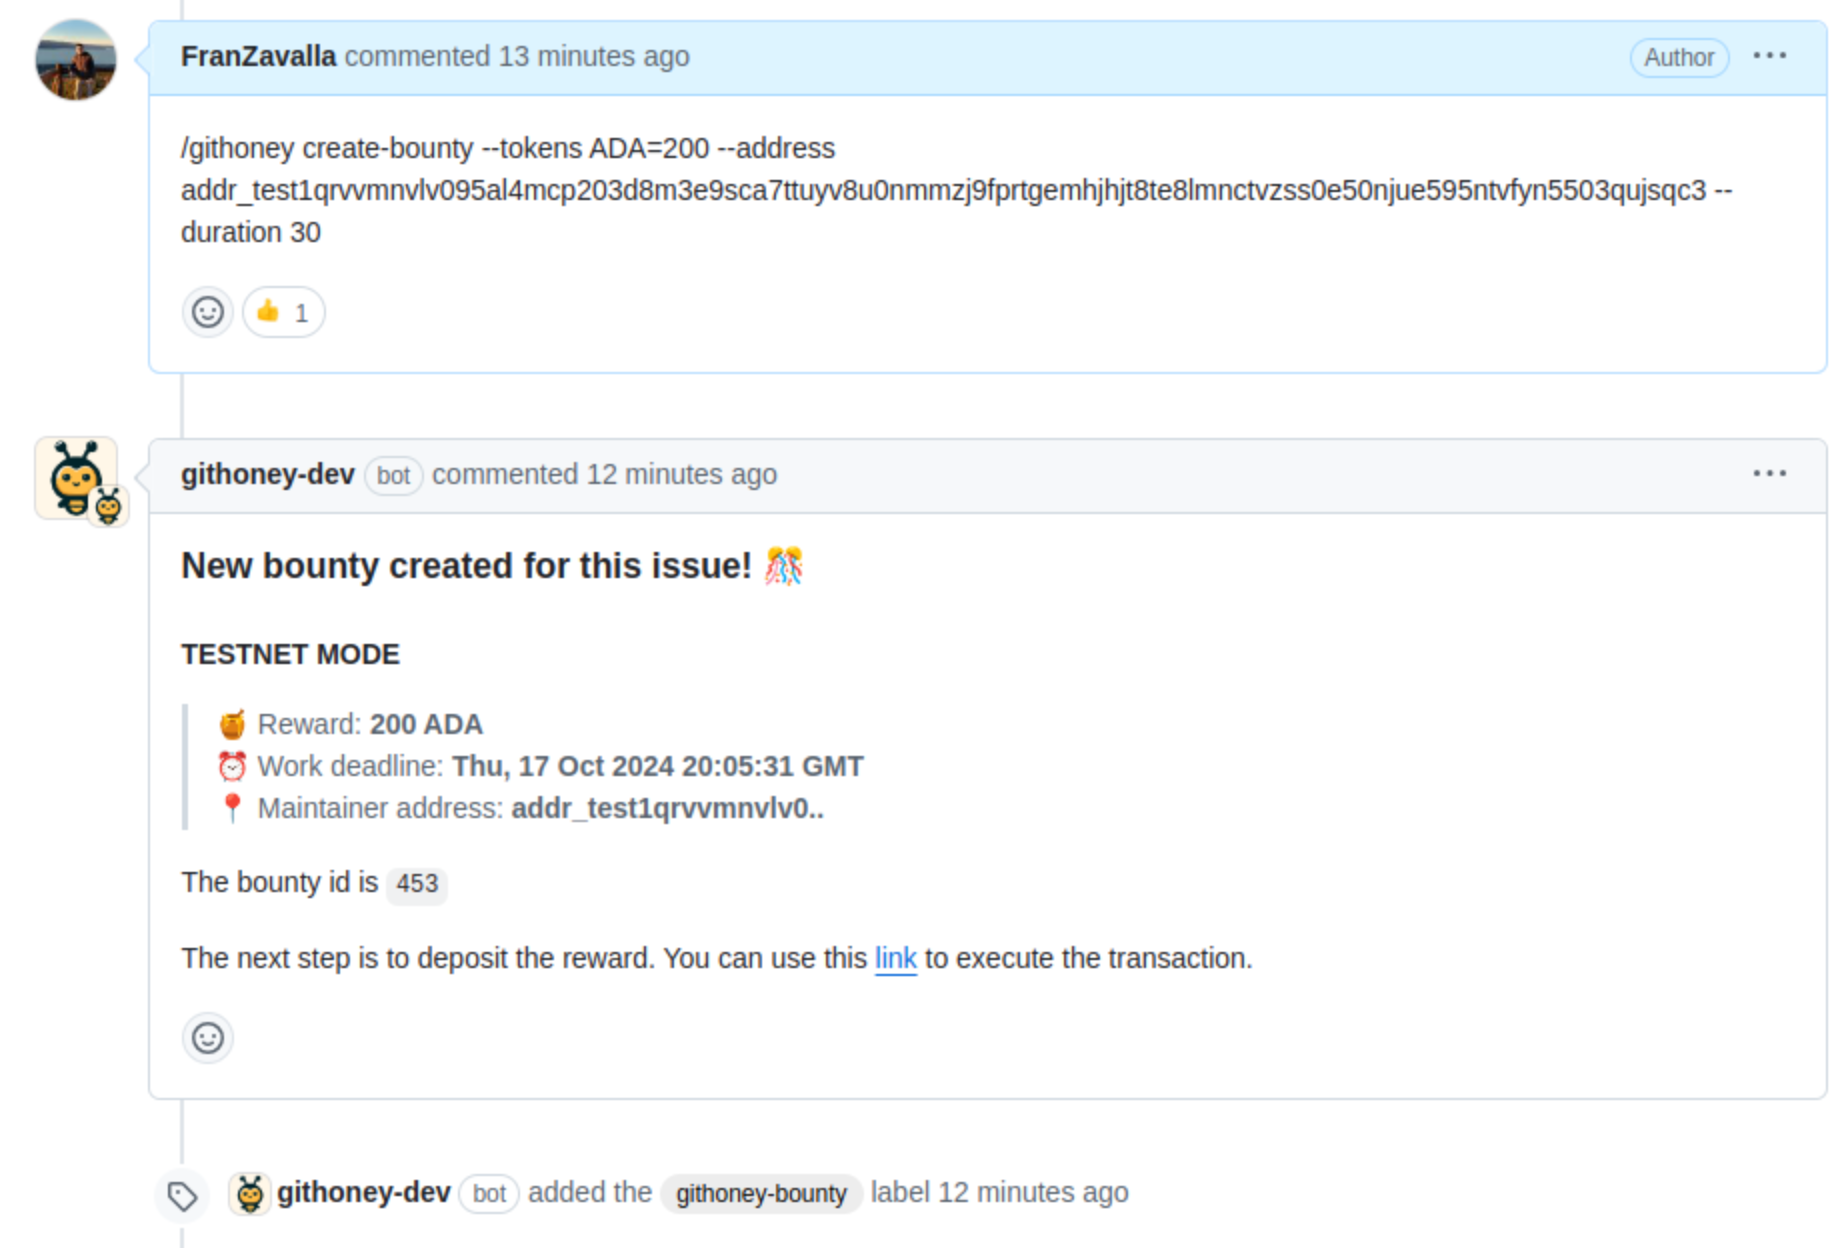 FranZavalla commented 13 minutes ago
Author
/githoney create-bounty --tokens ADA=200 --address
addr_test1qrvvmnvlv095al4mcp203d8m3e9sca7ttuyv8u0nmmzj9fprtgemhjhjt8te8lmnctvzss0e50njue595ntvfyn5503qujsqc3 --
duration 30
👍 1
githoney-dev bot commented 12 minutes ago
New bounty created for this issue! 🎊
TESTNET MODE
🍯 Reward: 200 ADA
⏰ Work deadline: Thu, 17 Oct 2024 20:05:31 GMT
📍 Maintainer address: addr_test1qrvvmnvlv0..
The bounty id is 453
The next step is to deposit the reward. You can use this link to execute the transaction.
githoney-dev bot added the githoney-bounty label 12 minutes ago